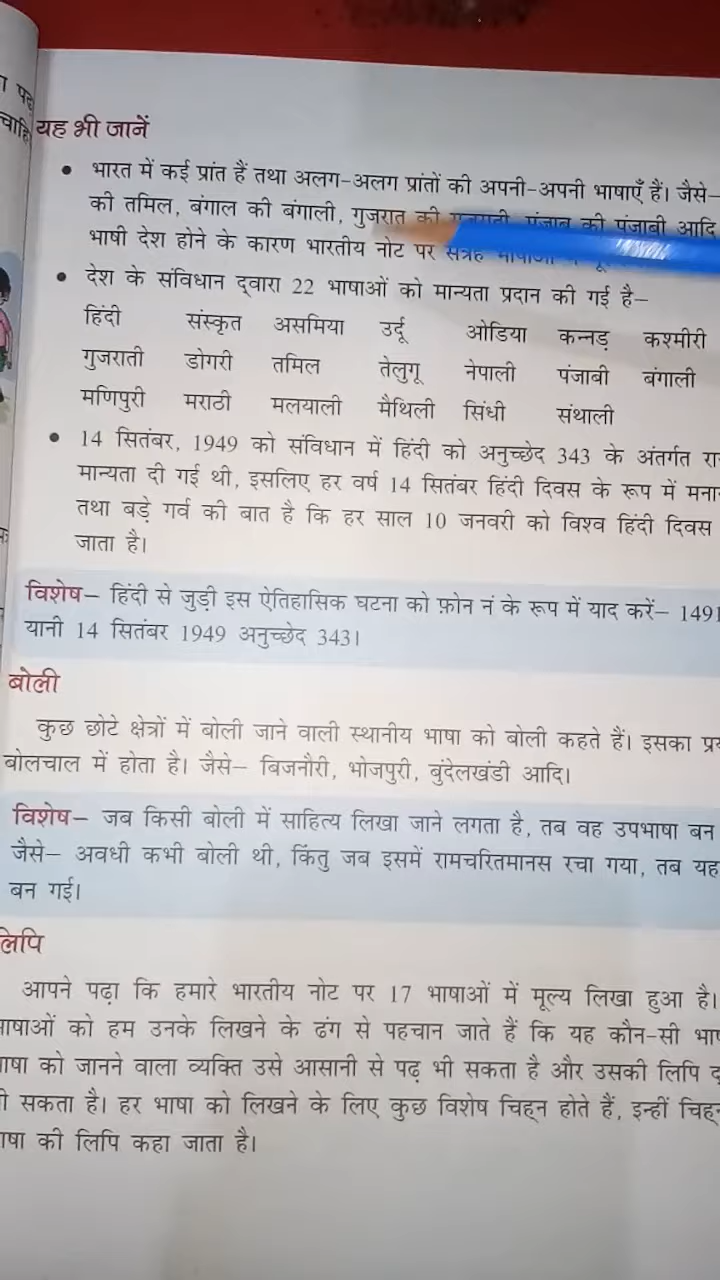 यह भी जानें
• भारत में कई प्रांत हैं तथा अलग-अलग प्रांतों की अपनी-अपनी भाषाएँ हैं। जैसे–
की तमिल, बंगाल की बंगाली, गुजरात की पंजाब की पंजाबी आदि
भाषी देश होने के कारण भारतीय नोट पर सत्रह
• देश के संविधान द्वारा 22 भाषाओं को मान्यता प्रदान की गई है–
हिंदी संस्कृत असमिया उर्दू ओडिया कन्नड़ कश्मीरी
गुजराती डोगरी तमिल तेलुगू नेपाली पंजाबी बंगाली
मणिपुरी मराठी मलयाली मैथिली सिंधी संथाली
• 14 सितंबर, 1949 को संविधान में हिंदी को अनुच्छेद 343 के अंतर्गत
मान्यता दी गई थी, इसलिए हर वर्ष 14 सितंबर हिंदी दिवस के रूप में
तथा बड़े गर्व की बात है कि हर साल 10 जनवरी को विश्व हिंदी दिवस
जाता है।
विशेष– हिंदी से जुड़ी इस ऐतिहासिक घटना को फ़ोन नं के रूप में याद करें– 1491
यानी 14 सितंबर 1949 अनुच्छेद 343।
बोली
कुछ छोटे क्षेत्रों में बोली जाने वाली स्थानीय भाषा को बोली कहते हैं। इसका
बोलचाल में होता है। जैसे– बिजनौरी, भोजपुरी, बुंदेलखंडी आदि।
विशेष– जब किसी बोली में साहित्य लिखा जाने लगता है, तब वह उपभाषा बन
जैसे– अवधी कभी बोली थी, किंतु जब इसमें रामचरितमानस रचा गया, तब यह
बन गई।
लिपि
आपने पढ़ा कि हमारे भारतीय नोट पर 17 भाषाओं में मूल्य लिखा हुआ है।
को हम उनके लिखने के ढंग से पहचान जाते हैं कि यह कौन-सी
को जानने वाला व्यक्ति उसे आसानी से पढ़ भी सकता है और उसकी लिपि
सकता है। हर भाषा को लिखने के लिए कुछ विशेष चिह्न होते हैं, इन्हीं
की लिपि कहा जाता है।